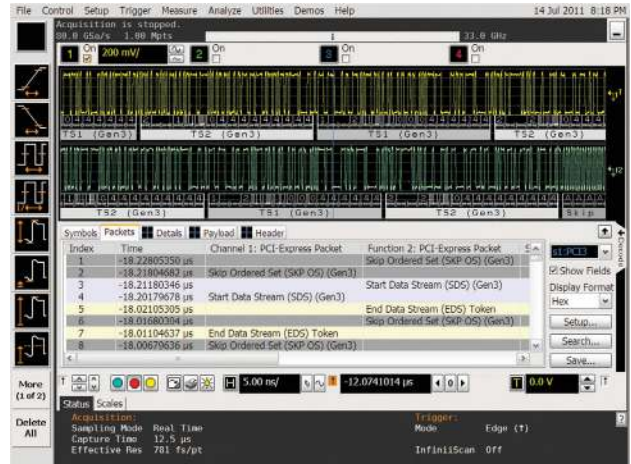 File Control Setup Trigger Measure Analyze Utilities Demos Help 14 Jul 2011 8:18 PM
Acquisition is stopped.
80.0 GSa/s 1.00 Mpts 33.0 GHz
1 On 200 mV/ 2 On 3 On 4 On
TS1 (Gen3) TS2 (Gen3) TS1 (Gen3) TS2 (Gen3)
TS2 (Gen3) TS1 (Gen3) TS2 (Gen3) Skip
Symbols Packets Details Payload Header
Index Time Channel 1: PCI-Express Packet Function 2: PCI-Express Packet
1 -18.22805350 µs Skip Ordered Set (SKP OS) (Gen3)
2 -18.21804682 µs Skip Ordered Set (SKP OS) (Gen3)
3 -18.21180346 µs Start Data Stream (SDS) (Gen3)
4 -18.20179678 µs Start Data Stream (SDS) (Gen3)
5 -18.02105305 µs End Data Stream (EDS) Token
6 -18.01680304 µs Skip Ordered Set (SKP OS) (Gen3)
7 -18.01104637 µs End Data Stream (EDS) Token
8 -18.00679636 µs Skip Ordered Set (SKP OS) (Gen3)
Decode
s1:PCI3
Show Fields
Display Format
Hex
Setup...
Search...
Save...
More
(1 of 2)
Delete
All
H 5.00 ns/ -12.0741014 µs 0 T 0.0 V
Status Scales
Acquisition:
Sampling Mode Real Time
Capture Time 12.5 µs
Effective Res 781 fs/pt
Trigger:
Mode Edge (↑)
InfiniiScan Off